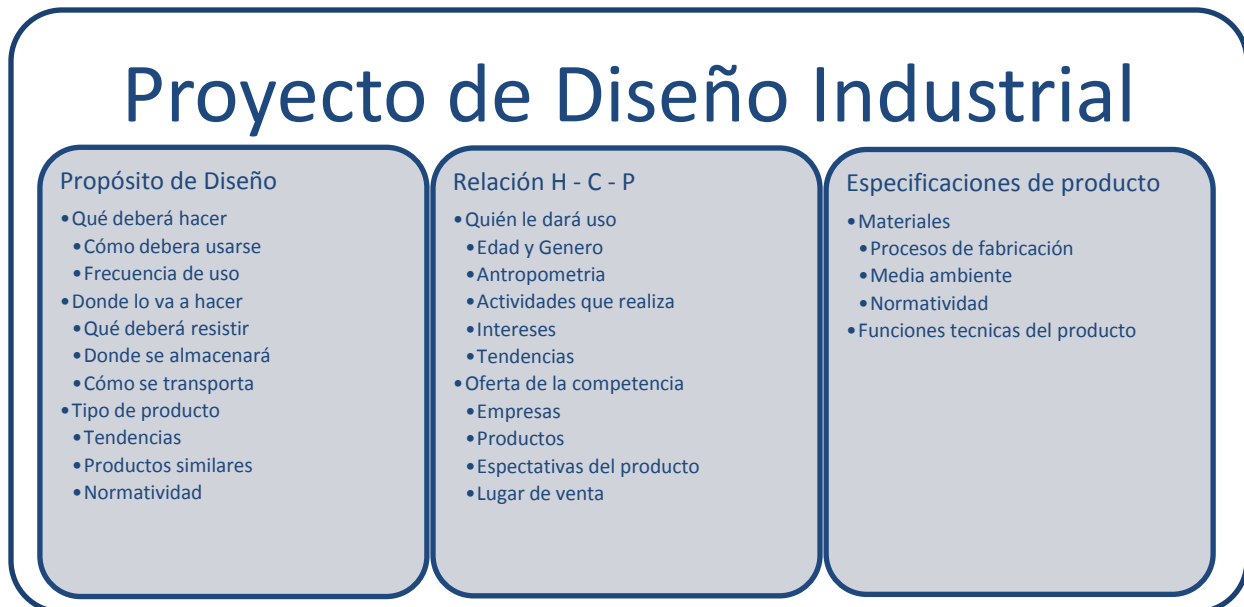 Proyecto de Diseño Industrial
Propósito de Diseño
•Qué deberá hacer
•Cómo debera usarse
•Frecuencia de uso
•Donde lo va a hacer
•Qué deberá resistir
•Donde se almacenará
•Cómo se transporta
•Tipo de producto
•Tendencias
•Productos similares
•Normatividad
Relación H - C - P
•Quién le dará uso
•Edad y Genero
•Antropometria
•Actividades que realiza
•Intereses
•Tendencias
•Oferta de la competencia
•Empresas
•Productos
•Espectativas del producto
•Lugar de venta
Especificaciones de producto
•Materiales
•Procesos de fabricación
•Media ambiente
•Normatividad
•Funciones tecnicas del producto